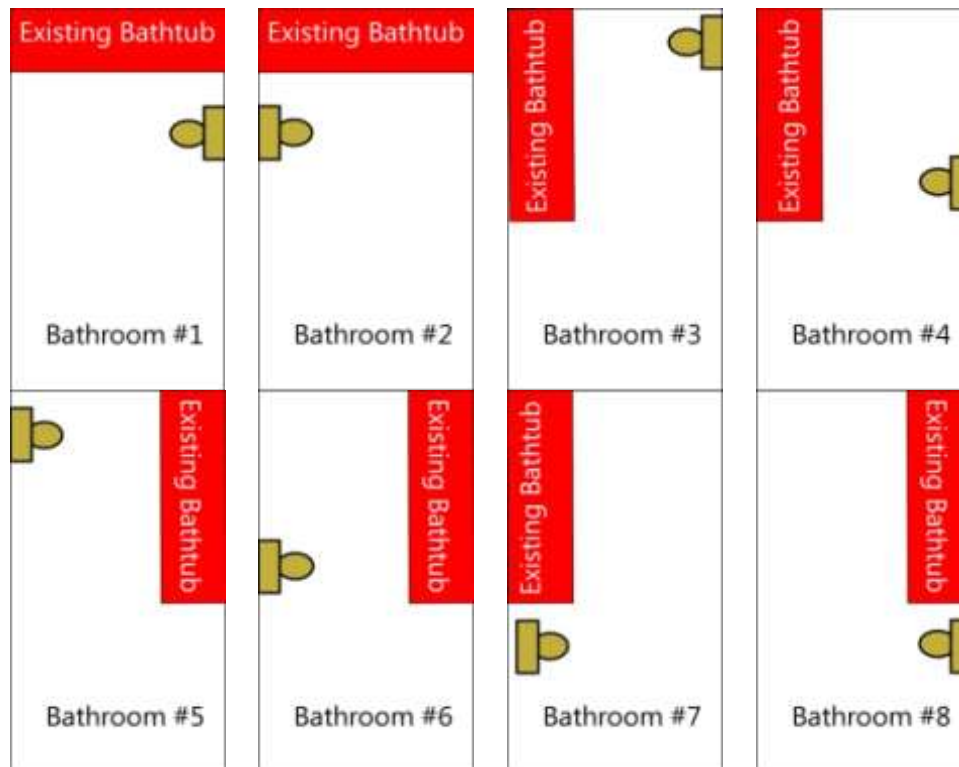 Existing Bathtub
Existing Bathtub
Existing Bathtub
Existing Bathtub
Bathroom #1
Bathroom #2
Bathroom #3
Bathroom #4
Existing Bathtub
Existing Bathtub
Existing Bathtub
Existing Bathtub
Bathroom #5
Bathroom #6
Bathroom #7
Bathroom #8